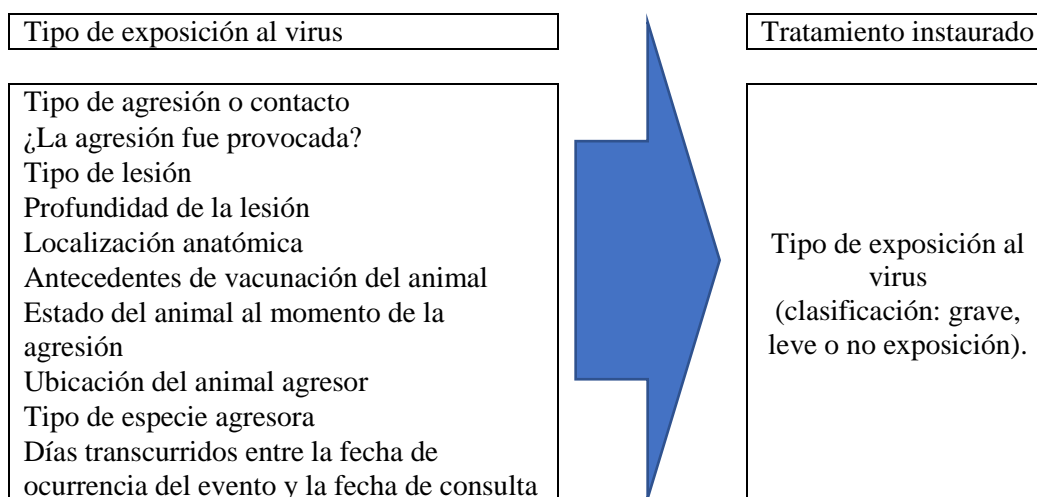 Tipo de exposición al virus
Tratamiento instaurado
Tipo de agresión o contacto
¿La agresión fue provocada?
Tipo de lesión
Profundidad de la lesión
Localización anatómica
Antecedentes de vacunación del animal
Estado del animal al momento de la
agresión
Ubicación del animal agresor
Tipo de especie agresora
Días transcurridos entre la fecha de
ocurrencia del evento y la fecha de consulta
Tipo de exposición al
virus
(clasificación: grave,
leve o no exposición).